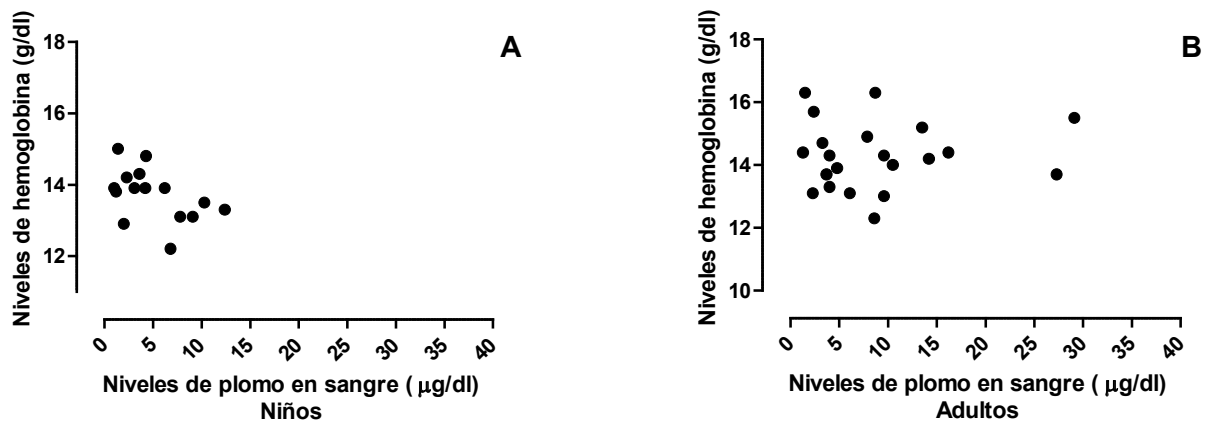 A
Niveles de hemoglobina (g/dl)
18
16
14
12
0 5 10 15 20 25 30 35 40
Niveles de plomo en sangre ( μg/dl)
Niños
B
Niveles de hemoglobina (g/dl)
18
16
14
12
10
0 5 10 15 20 25 30 35 40
Niveles de plomo en sangre ( μg/dl)
Adultos